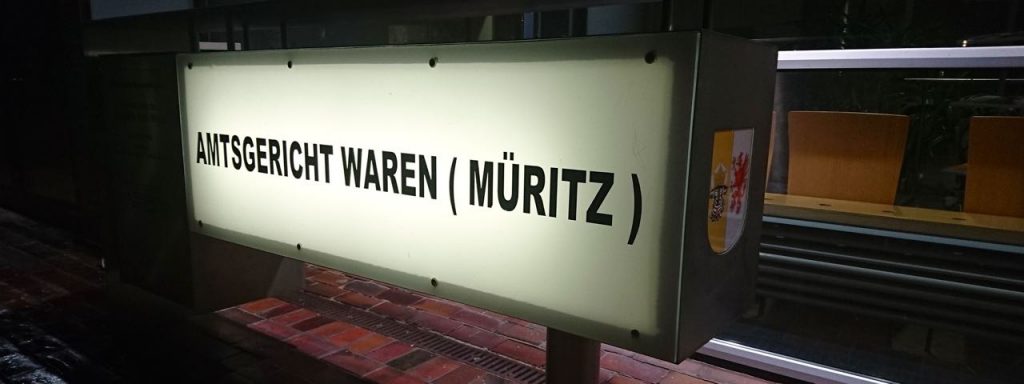 AMTSGERICHT WAREN ( MÜRITZ )